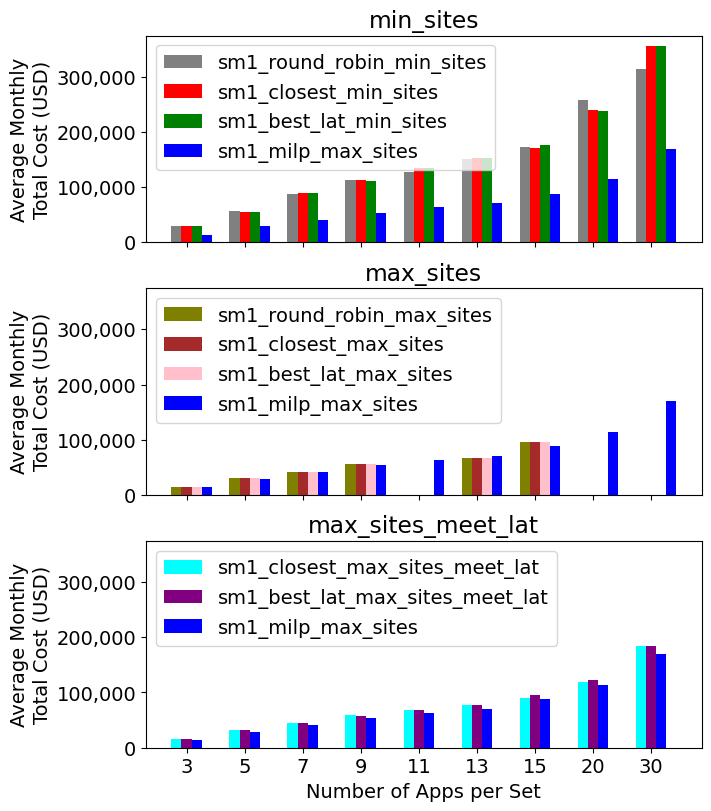 min_sites
Average Monthly
Total Cost (USD)
300,000
200,000
100,000
0
sm1_round_robin_min_sites
sm1_closest_min_sites
sm1_best_lat_min_sites
sm1_milp_max_sites
max_sites
Average Monthly
Total Cost (USD)
300,000
200,000
100,000
0
sm1_round_robin_max_sites
sm1_closest_max_sites
sm1_best_lat_max_sites
sm1_milp_max_sites
max_sites_meet_lat
Average Monthly
Total Cost (USD)
300,000
200,000
100,000
0
sm1_closest_max_sites_meet_lat
sm1_best_lat_max_sites_meet_lat
sm1_milp_max_sites
3 5 7 9 11 13 15 20 30
Number of Apps per Set